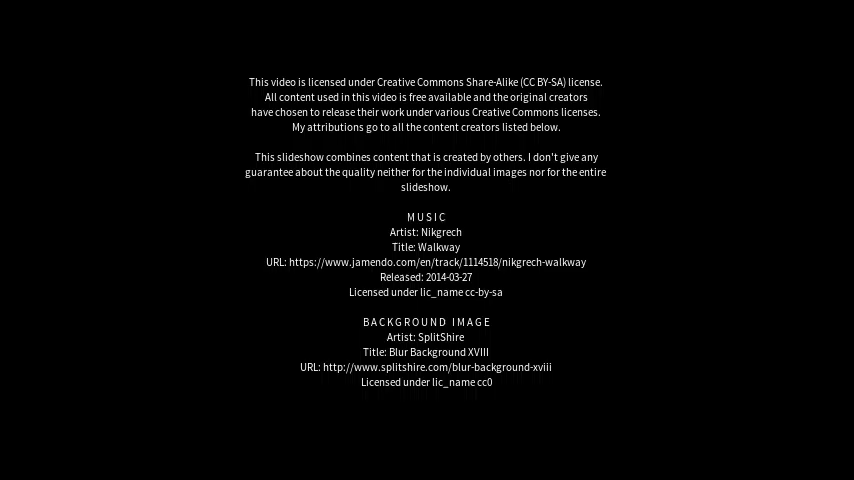 This video is licensed under Creative Commons Share-Alike (CC BY-SA) license.
All content used in this video is free available and the original creators
have chosen to release their work under various Creative Commons licenses.
My attributions go to all the content creators listed below.
This slideshow combines content that is created by others. I don't give any
guarantee about the quality neither for the individual images nor for the entire
slideshow.
MUSIC
Artist: Nikgrech
Title: Walkway
URL: https://www.jamendo.com/en/track/1114518/nikgrech-walkway
Released: 2014-03-27
Licensed under lic_name cc-by-sa
BACKGROUND IMAGE
Artist: SplitShire
Title: Blur Background XVIII
URL: http://www.splitshire.com/blur-background-xviii
Licensed under lic_name cc0